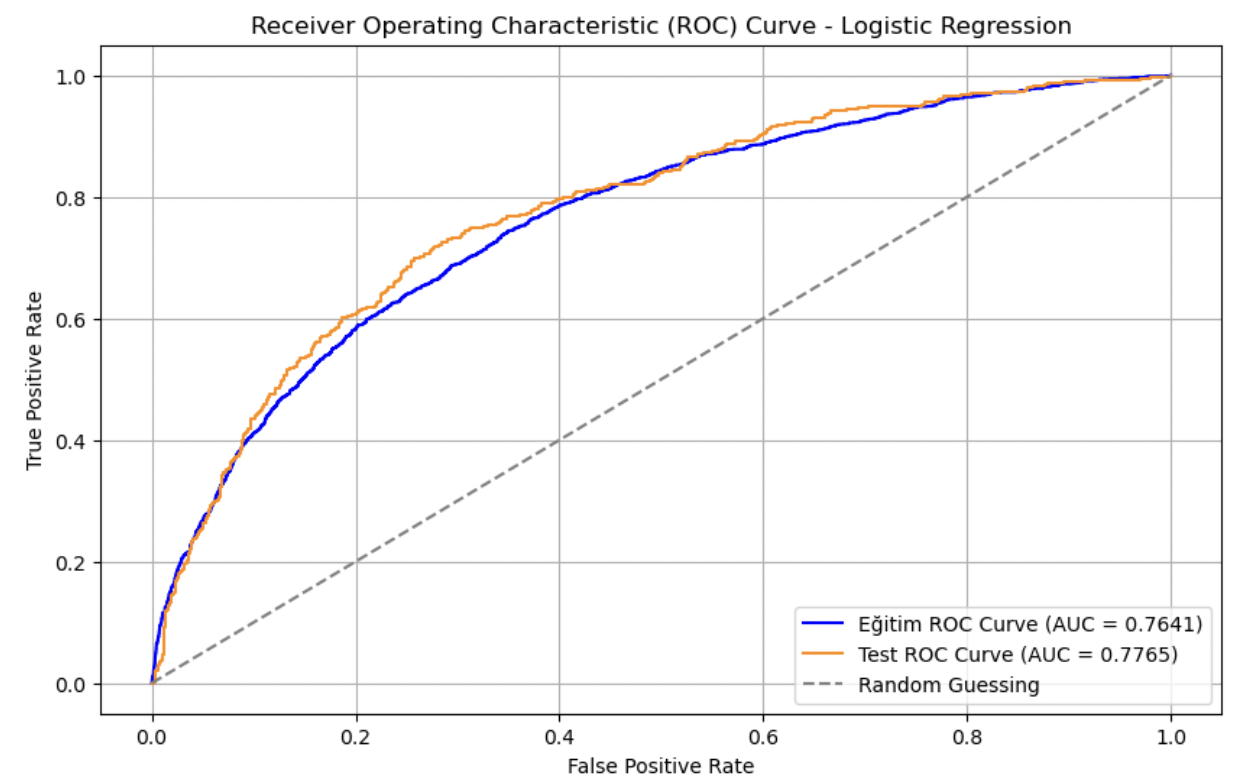 Receiver Operating Characteristic (ROC) Curve - Logistic Regression
True Positive Rate
1.0
0.8
0.6
0.4
0.2
0.0
Eğitim ROC Curve (AUC = 0.7641)
Test ROC Curve (AUC = 0.7765)
Random Guessing
0.0 0.2 0.4 0.6 0.8 1.0
False Positive Rate